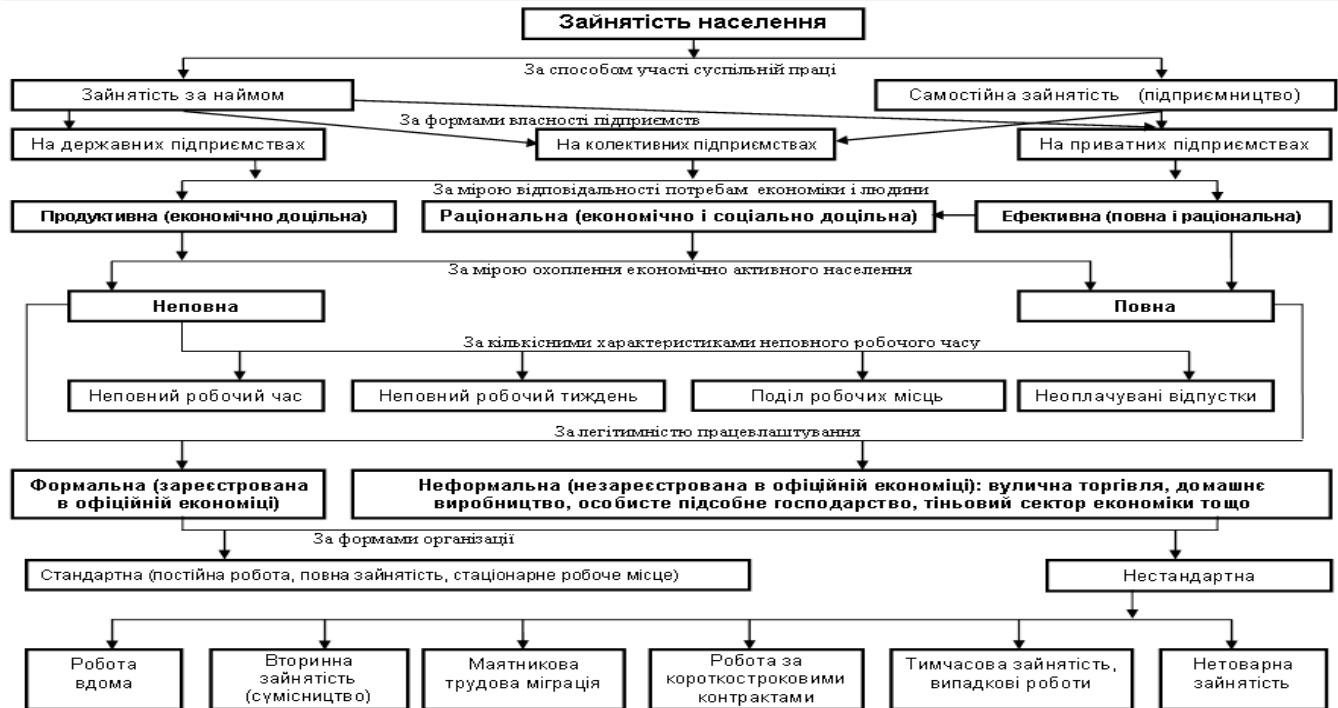 Зайнятість населення
За способом участі суспільній праці
Зайнятість за наймом
Самостійна зайнятість (підприємництво)
За формами власності підприємств
На державних підприємствах
На колективних підприємствах
На приватних підприємствах
За мірою відповідальності потребам економіки і людини
Продуктивна (економічно доцільна)
Раціональна (економічно і соціально доцільна)
Ефективна (повна і раціональна)
За мірою охоплення економічно активного населення
Неповна
Повна
За кількісними характеристиками неповного робочого часу
Неповний робочий час
Неповний робочий тиждень
Поділ робочих місць
Неоплачувані відпустки
За легітимністю працевлаштування
Формальна (зареєстрована
в офіційній економіці)
Неформальна (незареєстрована в офіційній економіці): вулична торгівля, домашнє
виробництво, особисте підсобне господарство, тіньовий сектор економіки тощо
За формами організації
Стандартна (постійна робота, повна зайнятість, стаціонарне робоче місце)
Нестандартна
Робота
вдома
Вторинна
зайнятість
(сумісництво)
Маятникова
трудова міграція
Робота за
короткостроковими
контрактами
Тимчасова зайнятість,
випадкові роботи
Нетоварна
зайнятість